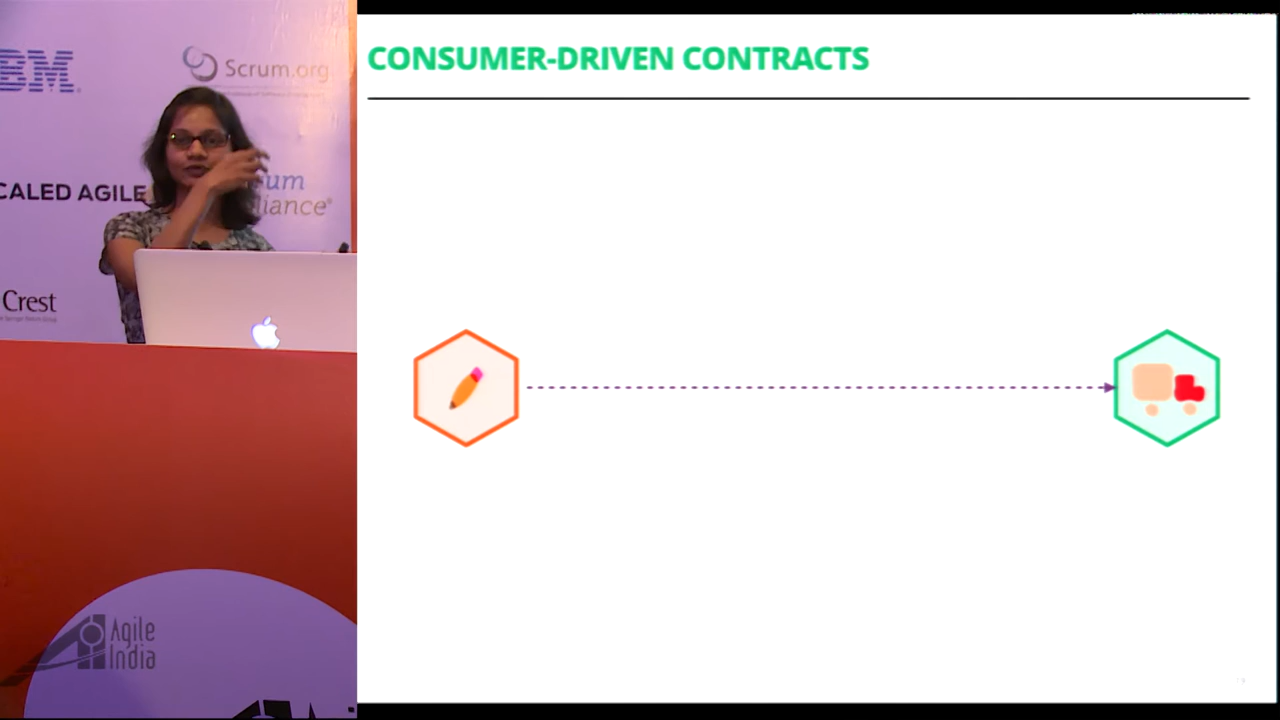 BM
Scrum.org
CALED AGILE
um
liance®
Crest
Agile
India
CONSUMER-DRIVEN CONTRACTS